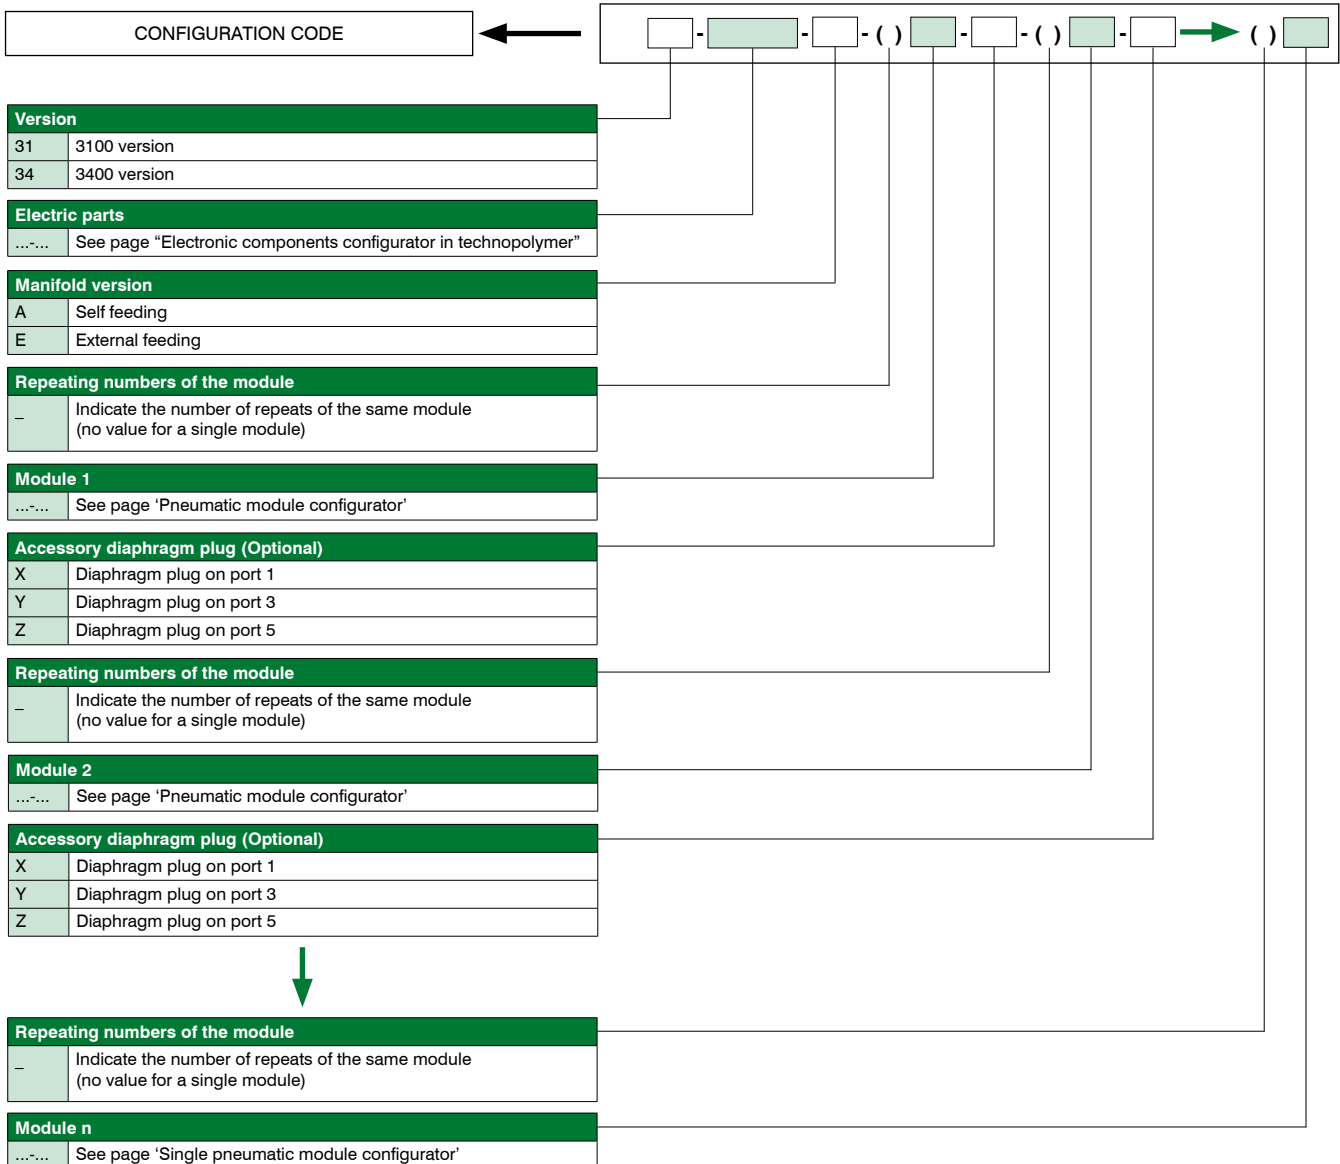 CONFIGURATION CODE
- - - ( ) - - ( ) - ( )
Version
31 3100 version
34 3400 version
Electric parts
...-... See page “Electronic components configurator in technopolymer”
Manifold version
A Self feeding
E External feeding
Repeating numbers of the module
_ Indicate the number of repeats of the same module
(no value for a single module)
Module 1
...-... See page ‘Pneumatic module configurator’
Accessory diaphragm plug (Optional)
X Diaphragm plug on port 1
Y Diaphragm plug on port 3
Z Diaphragm plug on port 5
Repeating numbers of the module
_ Indicate the number of repeats of the same module
(no value for a single module)
Module 2
...-... See page ‘Pneumatic module configurator’
Accessory diaphragm plug (Optional)
X Diaphragm plug on port 1
Y Diaphragm plug on port 3
Z Diaphragm plug on port 5
Repeating numbers of the module
_ Indicate the number of repeats of the same module
(no value for a single module)
Module n
...-... See page ‘Single pneumatic module configurator’